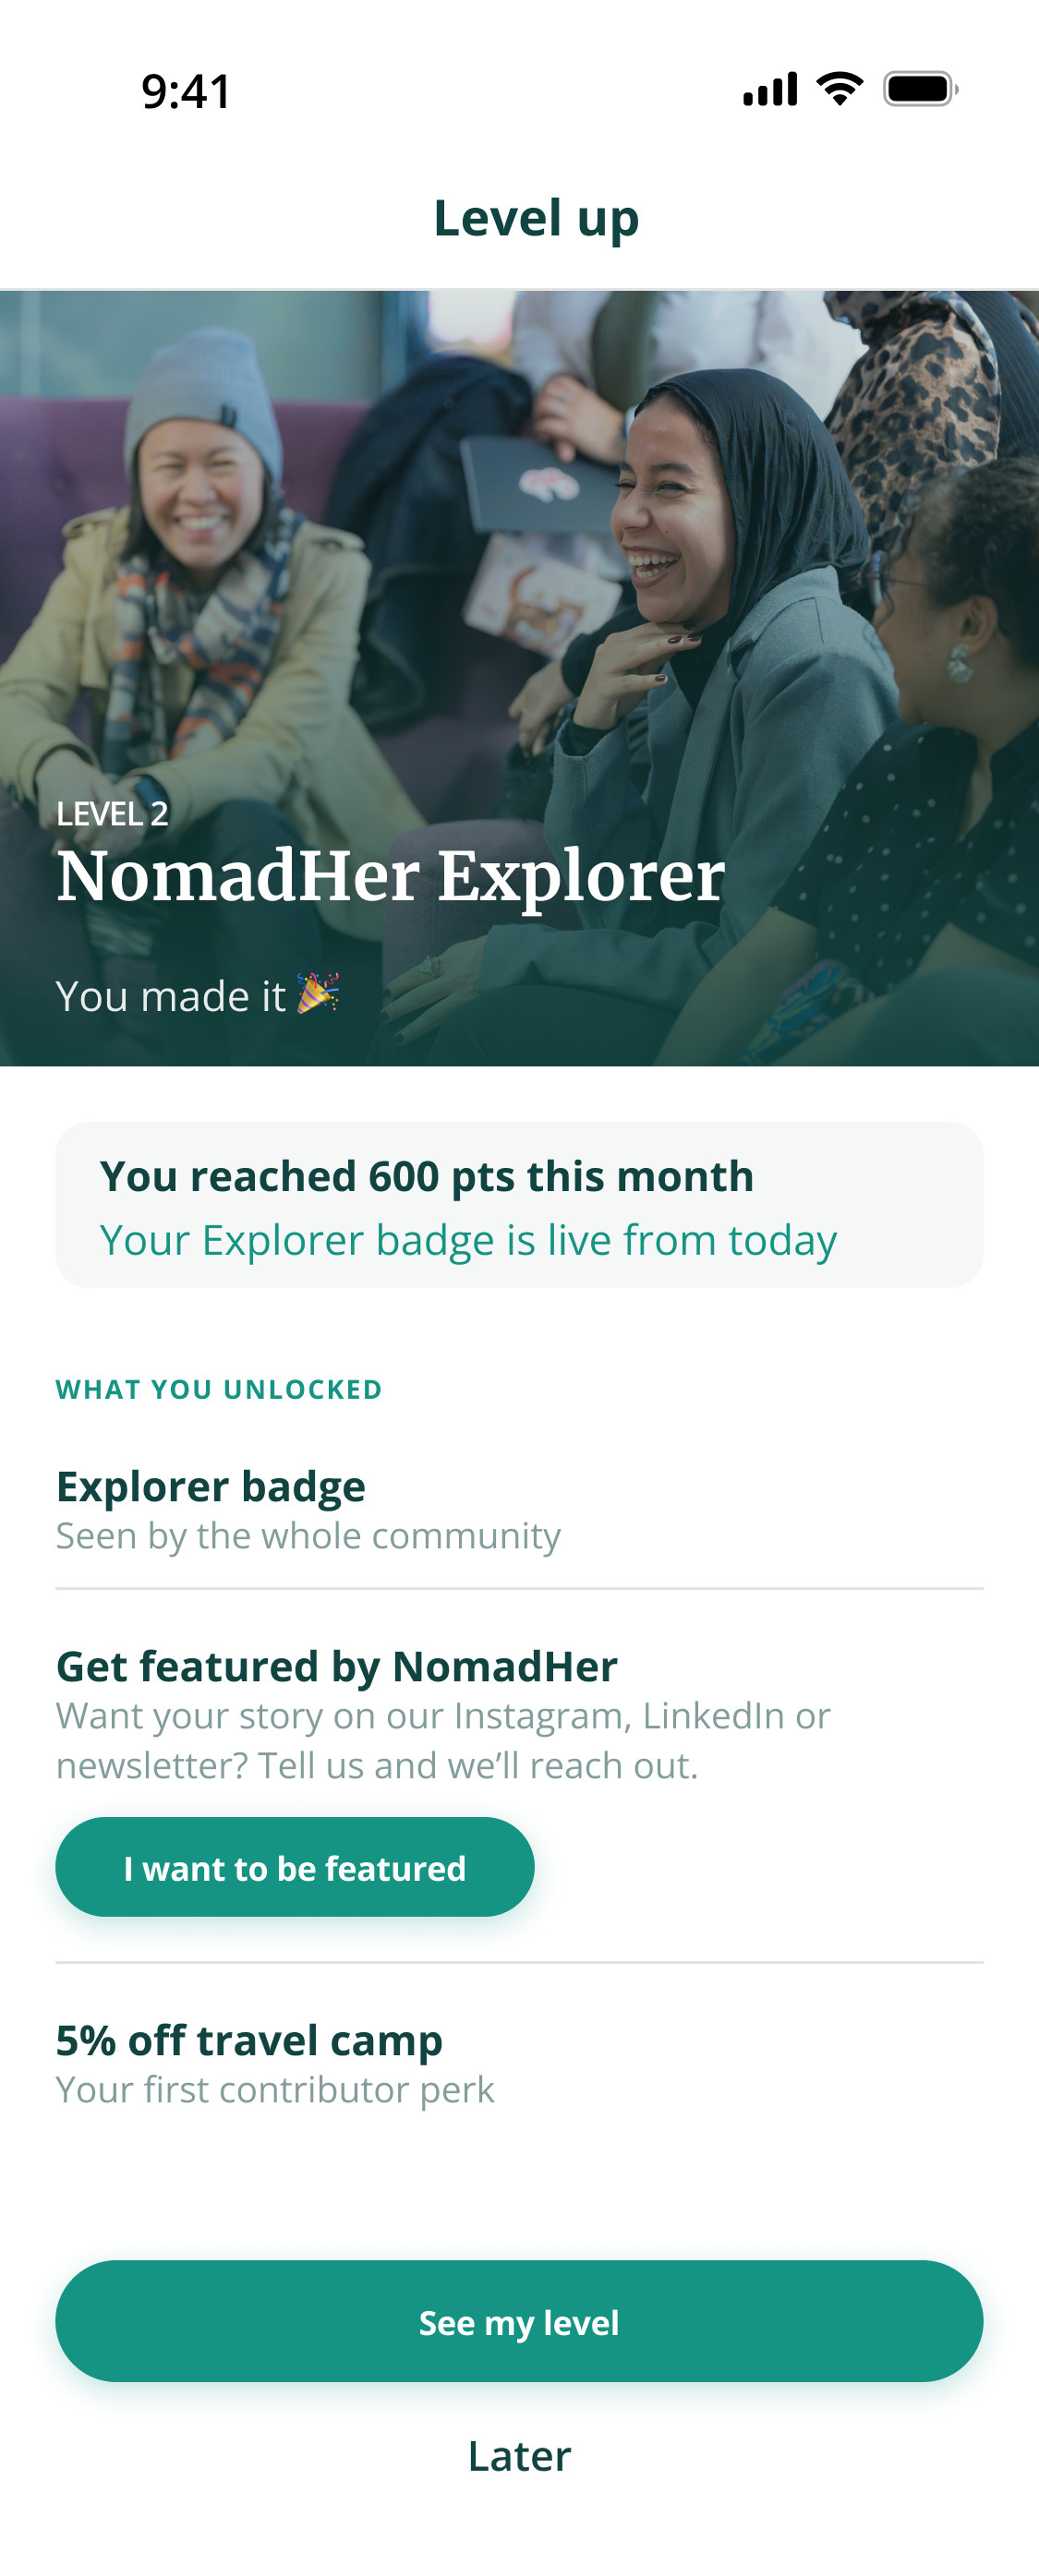 9:41
Level up
LEVEL 2
NomadHer Explorer
You made it 🎉
You reached 600 pts this month
Your Explorer badge is live from today
WHAT YOU UNLOCKED
Explorer badge
Seen by the whole community
Get featured by NomadHer
Want your story on our Instagram, LinkedIn or
newsletter? Tell us and we’ll reach out.
I want to be featured
5% off travel camp
Your first contributor perk
See my level
Later